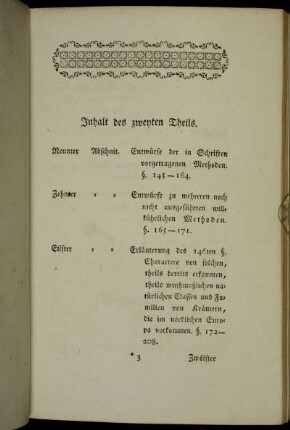 Inhalt des zweyten Theils.
Neunter Abschnit. Entwürfe der in Schriften
vorgetragenen Methoden.
§. 145—164.
Zehnter = = Entwürfe zu mehreren noch
nicht ausgeführten will-
kührlichen Methoden.
§. 165—171.
Eilfter = = Erläuterung des 146ten §.
Charactere von solchen,
theils bereits erkannten,
theils muthmaßlichen na-
türlichen Classen und Fa-
milien von Kräutern,
die im nördlichen Euro-
pa vorkommen. §. 172—
208.
* 3 Zwölfter